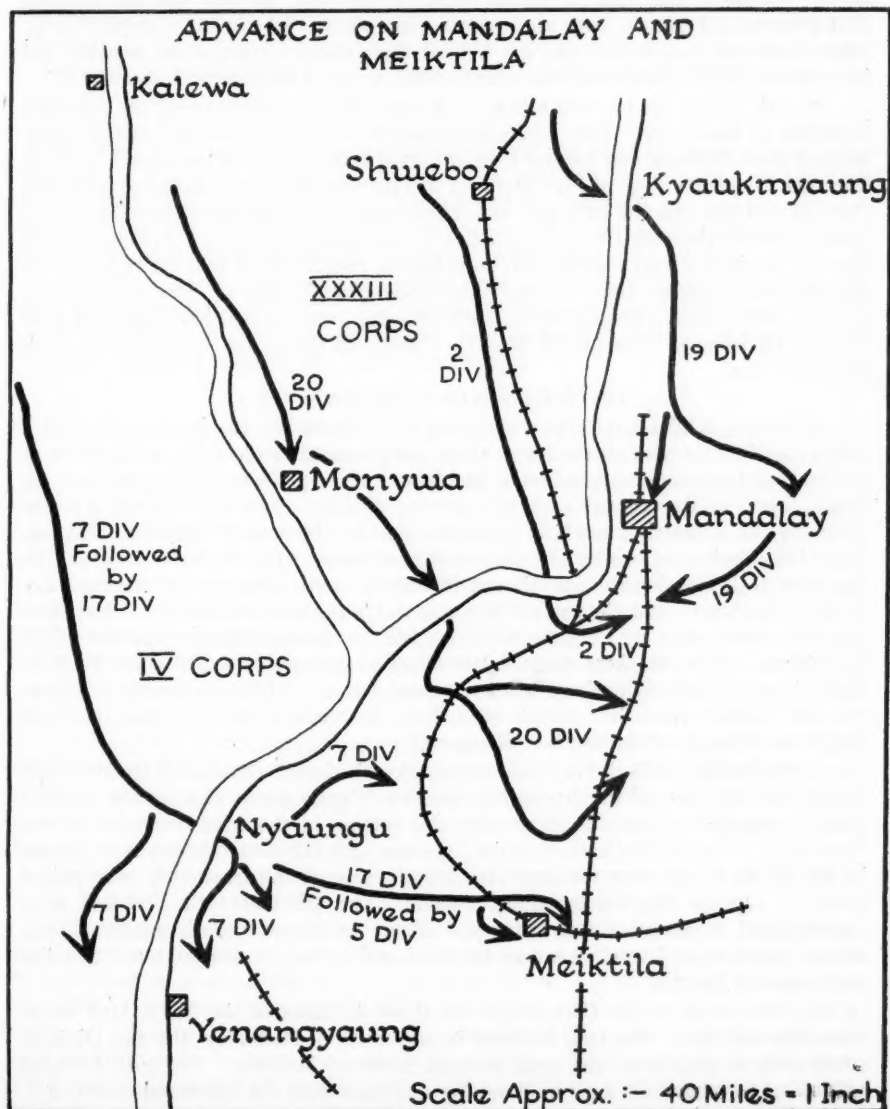 ADVANCE ON MANDALAY AND
MEIKTILA
Kalewa
Shwebo
Kyaukmyaung
XXXIII
CORPS
19 DIV
2
DIV
20
DIV
Monywa
Mandalay
7 DIV
Followed
by
17 DIV
19 DIV
2 DIV
IV CORPS
20 DIV
7 DIV
Nyaungu
17 DIV
Followed by
5 DIV
7 DIV
7 DIV
Meiktila
Yenangyaung
Scale Approx. :- 40 Miles = 1 Inch